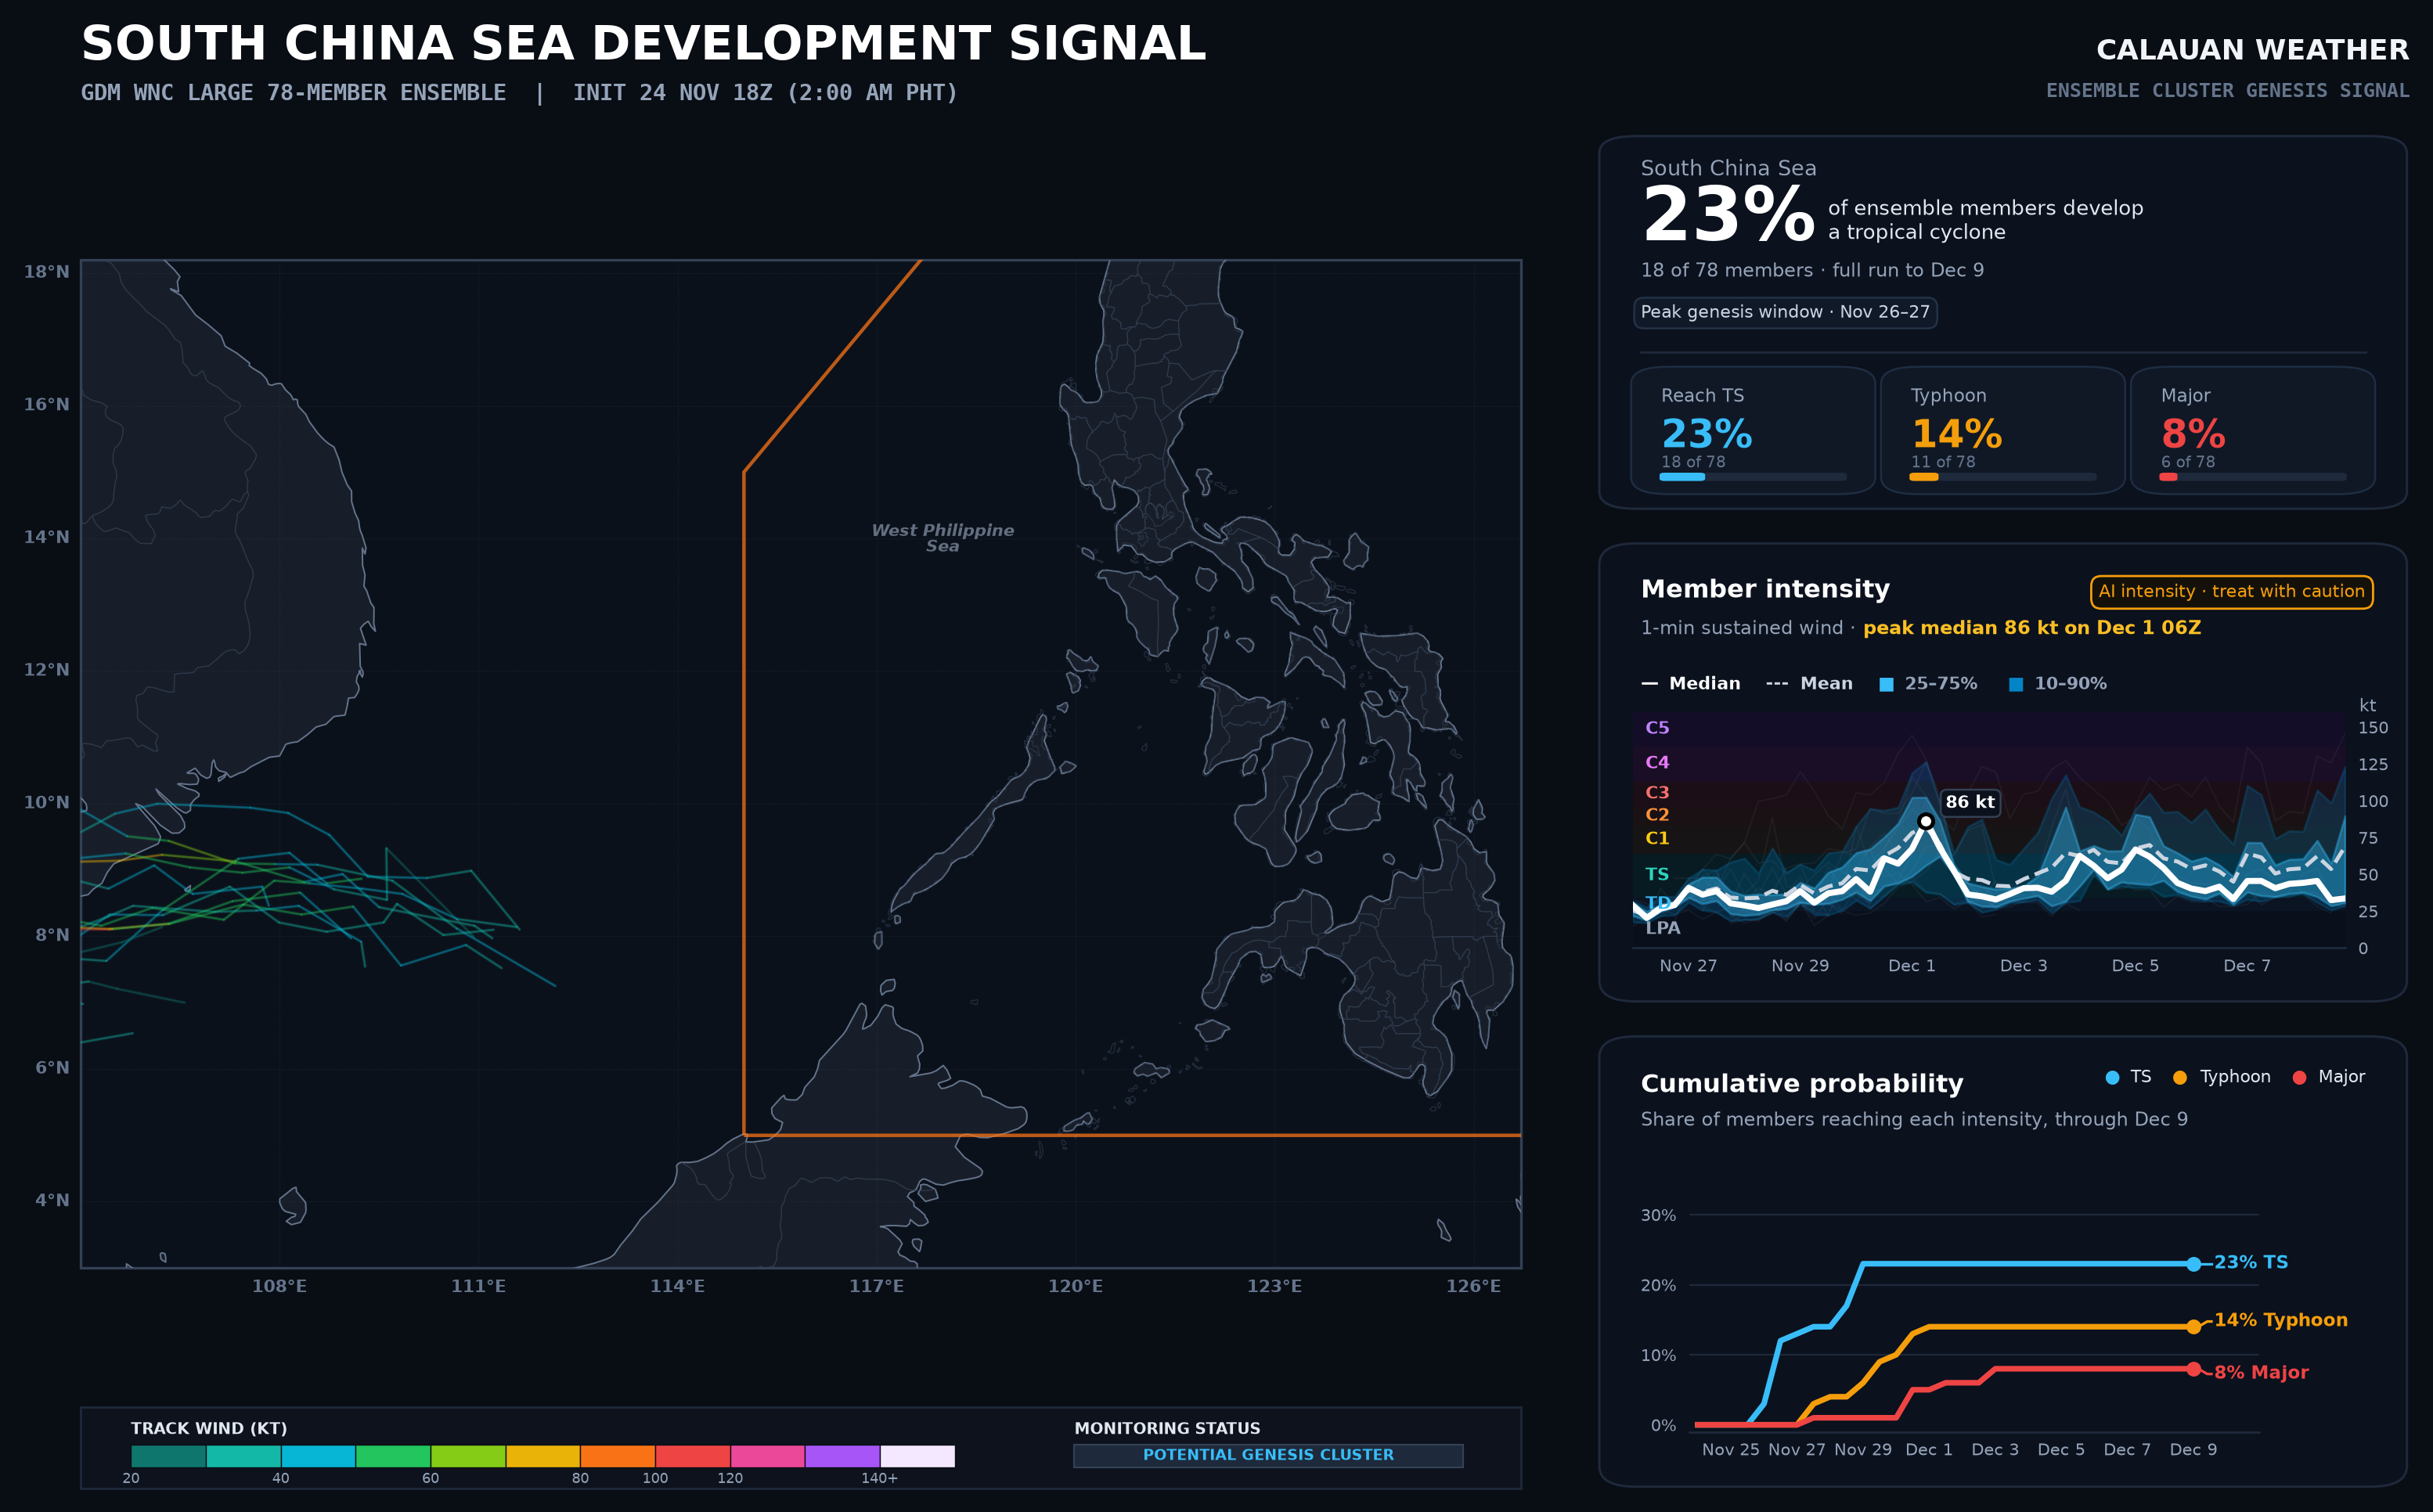 SOUTH CHINA SEA DEVELOPMENT SIGNAL
GDM WNC LARGE 78-MEMBER ENSEMBLE | INIT 24 NOV 18Z (2:00 AM PHT)
CALAUAN WEATHER
ENSEMBLE CLUSTER GENESIS SIGNAL
18°N
16°N
14°N
12°N
10°N
8°N
6°N
4°N
West Philippine
Sea
108°E 111°E 114°E 117°E 120°E 123°E 126°E
TRACK WIND (KT)
20 40 60 80 100 120 140+
MONITORING STATUS
POTENTIAL GENESIS CLUSTER
South China Sea
23% of ensemble members develop
a tropical cyclone
18 of 78 members · full run to Dec 9
Peak genesis window · Nov 26–27
Reach TS
23%
18 of 78
Typhoon
14%
11 of 78
Major
8%
6 of 78
Member intensity
AI intensity · treat with caution
1-min sustained wind · peak median 86 kt on Dec 1 06Z
Median Mean 25–75% 10–90%
kt
C5 150
C4 125
C3 100
C2
C1 75
TS 50
TD 25
LPA 0
86 kt
Nov 27 Nov 29 Dec 1 Dec 3 Dec 5 Dec 7
Cumulative probability
TS Typhoon Major
Share of members reaching each intensity, through Dec 9
30%
20%
10%
0%
23% TS
14% Typhoon
8% Major
Nov 25 Nov 27 Nov 29 Dec 1 Dec 3 Dec 5 Dec 7 Dec 9